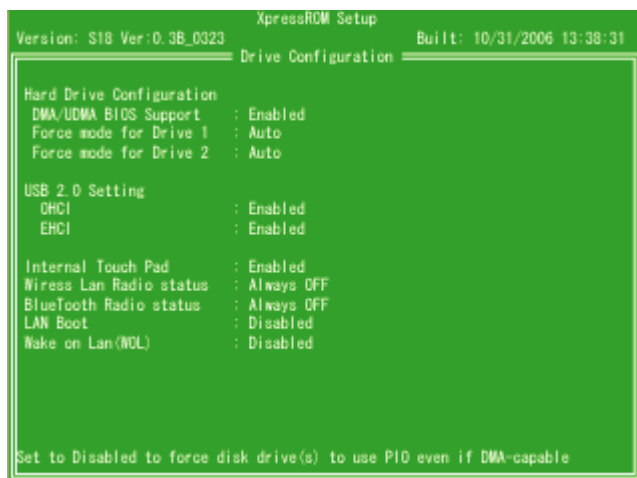 XpressROM Setup
Version: S18 Ver:0.3B_0323 Built: 10/31/2006 13:38:31
Drive Configuration
Hard Drive Configuration
DMA/UDMA BIOS Support : Enabled
Force mode for Drive 1 : Auto
Force mode for Drive 2 : Auto
USB 2.0 Setting
OHCI : Enabled
EHCI : Enabled
Internal Touch Pad : Enabled
Wiress Lan Radio status : Always OFF
BlueTooth Radio status : Always OFF
LAN Boot : Disabled
Wake on Lan(WOL) : Disabled
Set to Disabled to force disk drive(s) to use PIO even if DMA-capable